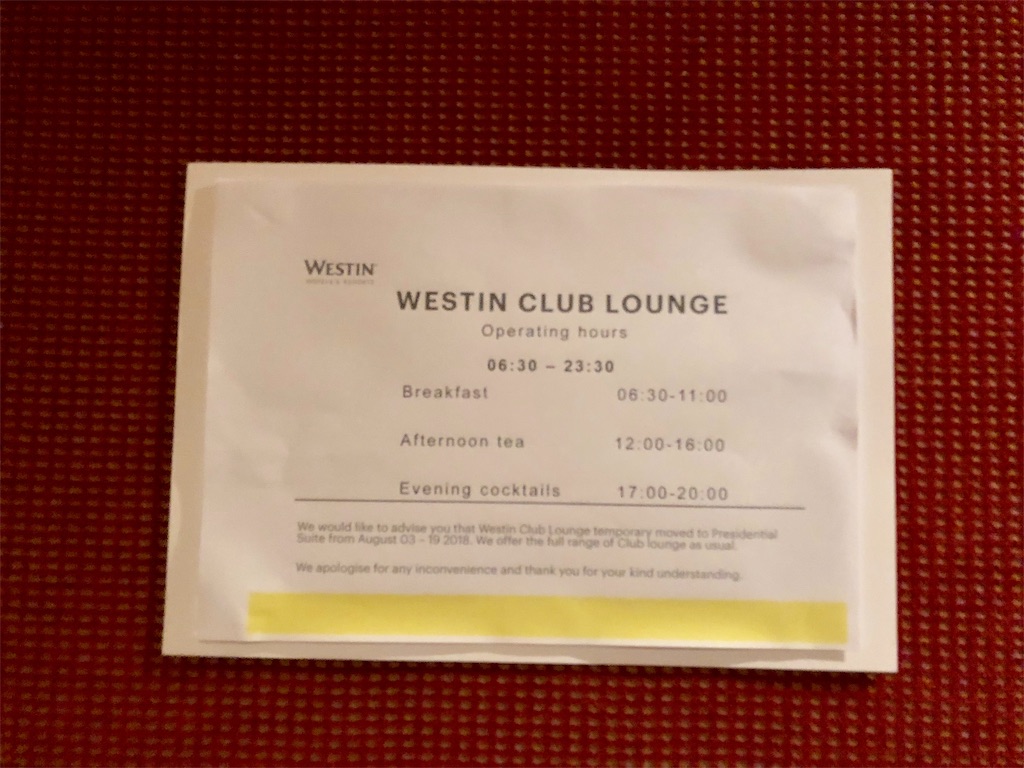 WESTIN
HOTELS & RESORTS
WESTIN CLUB LOUNGE
Operating hours
06:30 – 23:30
Breakfast 06:30-11:00
Afternoon tea 12:00-16:00
Evening cocktails 17:00-20:00
We would like to advise you that Westin Club Lounge temporary moved to Presidential
Suite from August 03 – 19 2018. We offer the full range of Club lounge as usual.
We apologise for any inconvenience and thank you for your kind understanding.